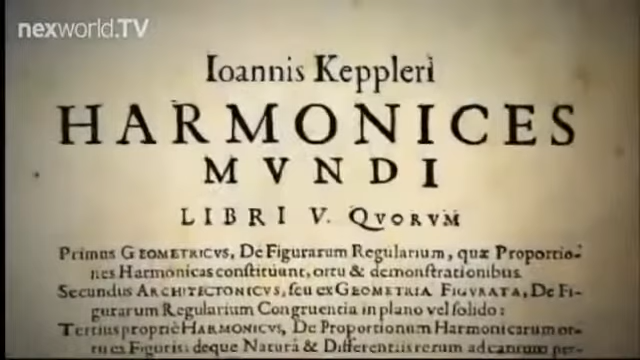 nexworld.TV
Ioannis Keppleri
HARMONICES
MVNDI
LIBRI V. QVORVM
Primus GEOMETRICVS, De Figurarum Regularium, quæ Proportio-
nes Harmonicas constituunt, ortu & demonstrationibus.
Secundus ARCHITECTONICVS, seu ex GEOMETRIA FIGVRATA, De Fi-
gurarum Regularium Congruentia in plano vel solido:
Tertius propriè HARMONICVS, De Proportionum Harmonicarum or-
tu ex Figuris; deque Naturâ & Differentiis rerum ad cantum per-